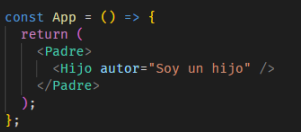 const App = () => {
  return (
    <Padre>
      <Hijo autor="Soy un hijo" />
    </Padre>
  );
};